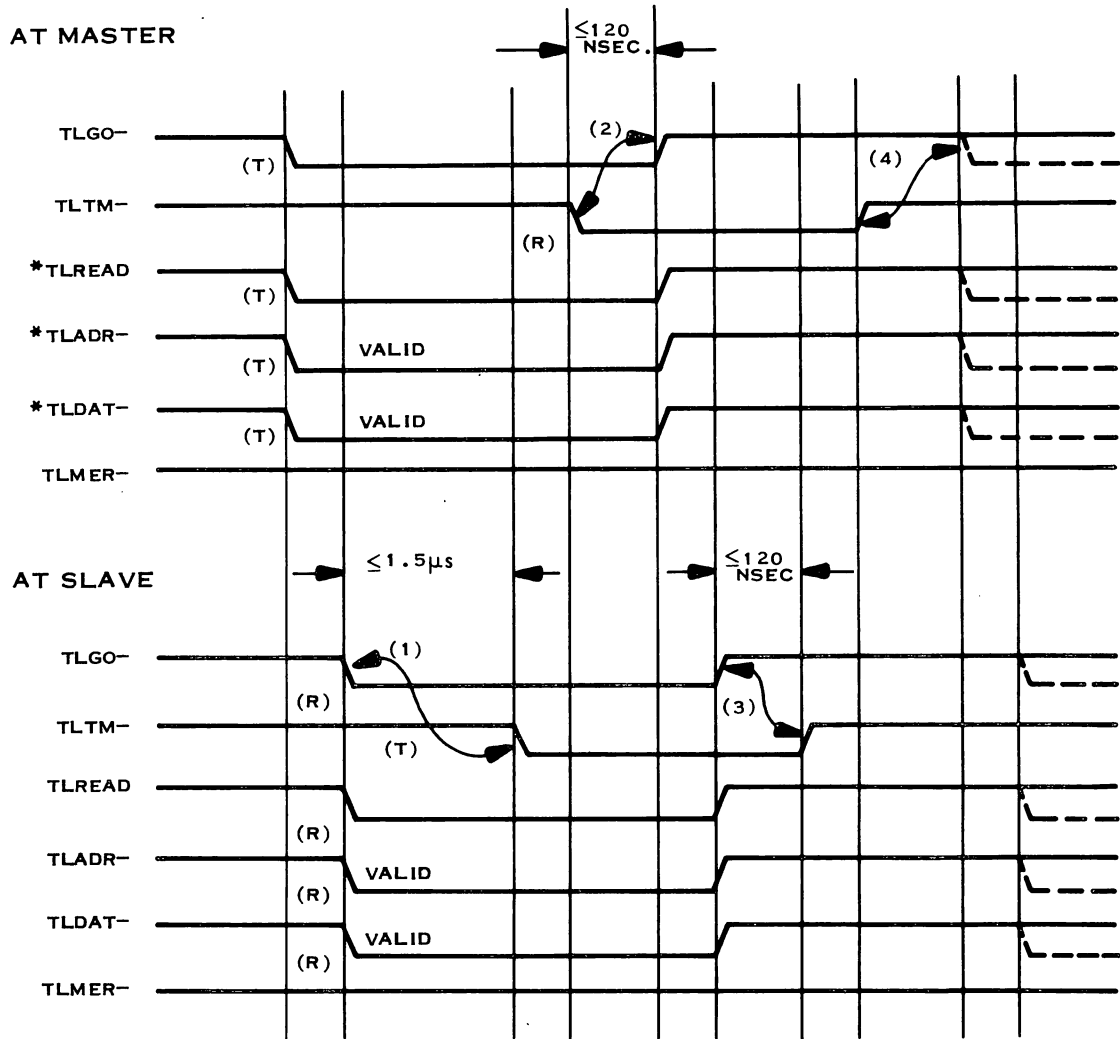 AT MASTER
≤120
NSEC.
TLGO-
(T)
(2)
(4)
TLTM-
(R)
*TLREAD
(T)
*TLADR-
(T)
VALID
*TLDAT-
(T)
VALID
TLMER-
AT SLAVE
≤1.5µs
≤120
NSEC
TLGO-
(R)
(1)
(3)
TLTM-
(T)
TLREAD
(R)
TLADR-
(R)
VALID
TLDAT-
(R)
VALID
TLMER-